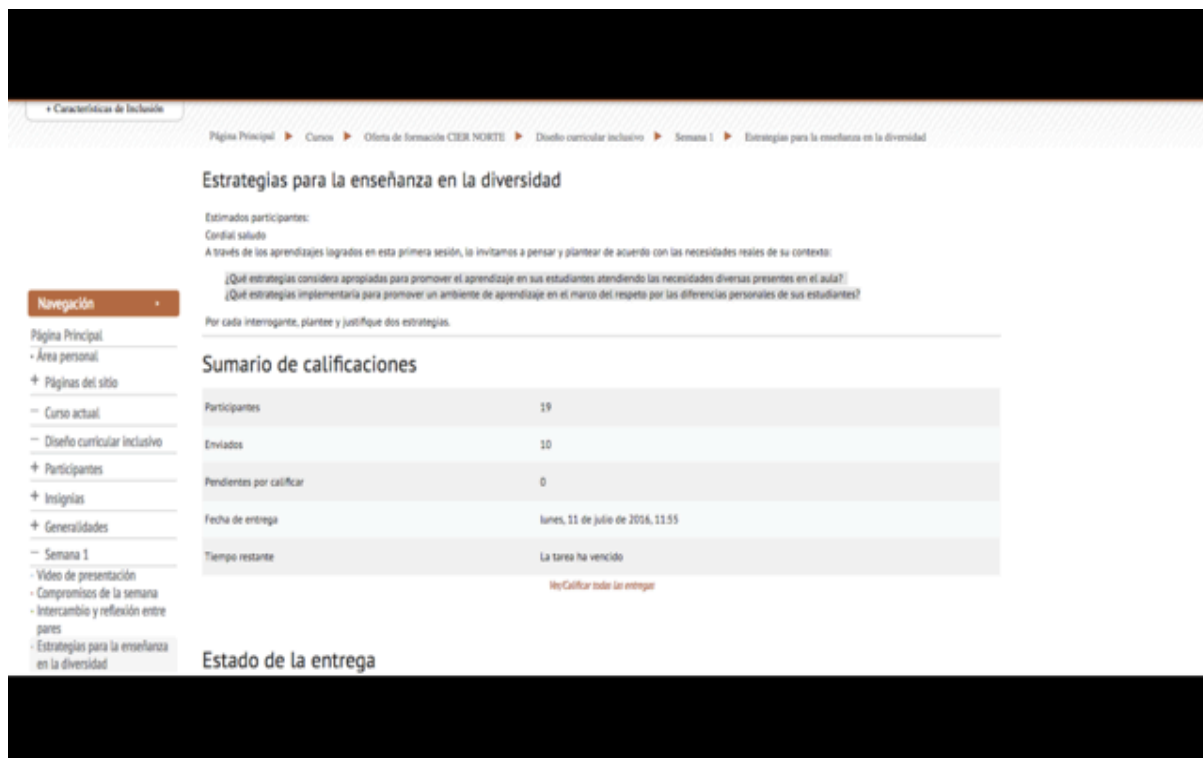 + Características de Inclusión
Página Principal ▶ Cursos ▶ Oferta de formación CIER NORTE ▶ Diseño curricular inclusivo ▶ Semana 1 ▶ Estrategias para la enseñanza en la diversidad
Estrategias para la enseñanza en la diversidad
Estimados participantes:
Cordial saludo
A través de los aprendizajes logrados en esta primera sesión, lo invitamos a pensar y plantear de acuerdo con las necesidades reales de su contexto:
¿Qué estrategias considera apropiadas para promover el aprendizaje en sus estudiantes atendiendo las necesidades diversas presentes en el aula?
¿Qué estrategias implementaría para promover un ambiente de aprendizaje en el marco del respeto por las diferencias personales de sus estudiantes?
Por cada interrogante, plantee y justifique dos estrategias.
Navegación
Página Principal
- Área personal
+ Páginas del sitio
− Curso actual
− Diseño curricular inclusivo
+ Participantes
+ Insignias
+ Generalidades
− Semana 1
- Video de presentación
- Compromisos de la semana
- Intercambio y reflexión entre
pares
- Estrategias para la enseñanza
en la diversidad
Sumario de calificaciones
Participantes 19
Enviados 10
Pendientes por calificar 0
Fecha de entrega lunes, 11 de julio de 2016, 11:55
Tiempo restante La tarea ha vencido
Ver/Calificar todas las entregas
Estado de la entrega